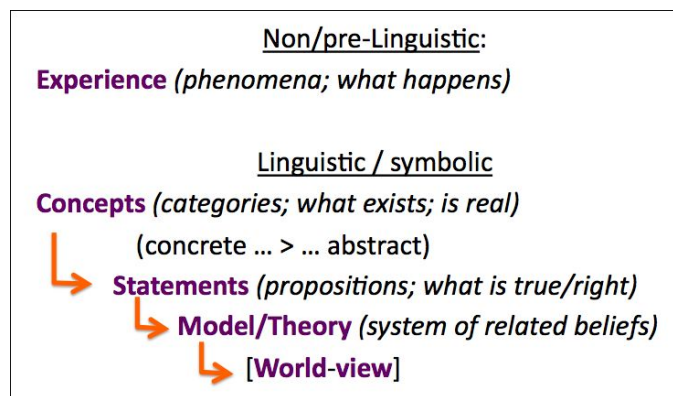 Non/pre-Linguistic:
Experience (phenomena; what happens)
Linguistic / symbolic
Concepts (categories; what exists; is real)
(concrete ... > ... abstract)
Statements (propositions; what is true/right)
Model/Theory (system of related beliefs)
[World-view]